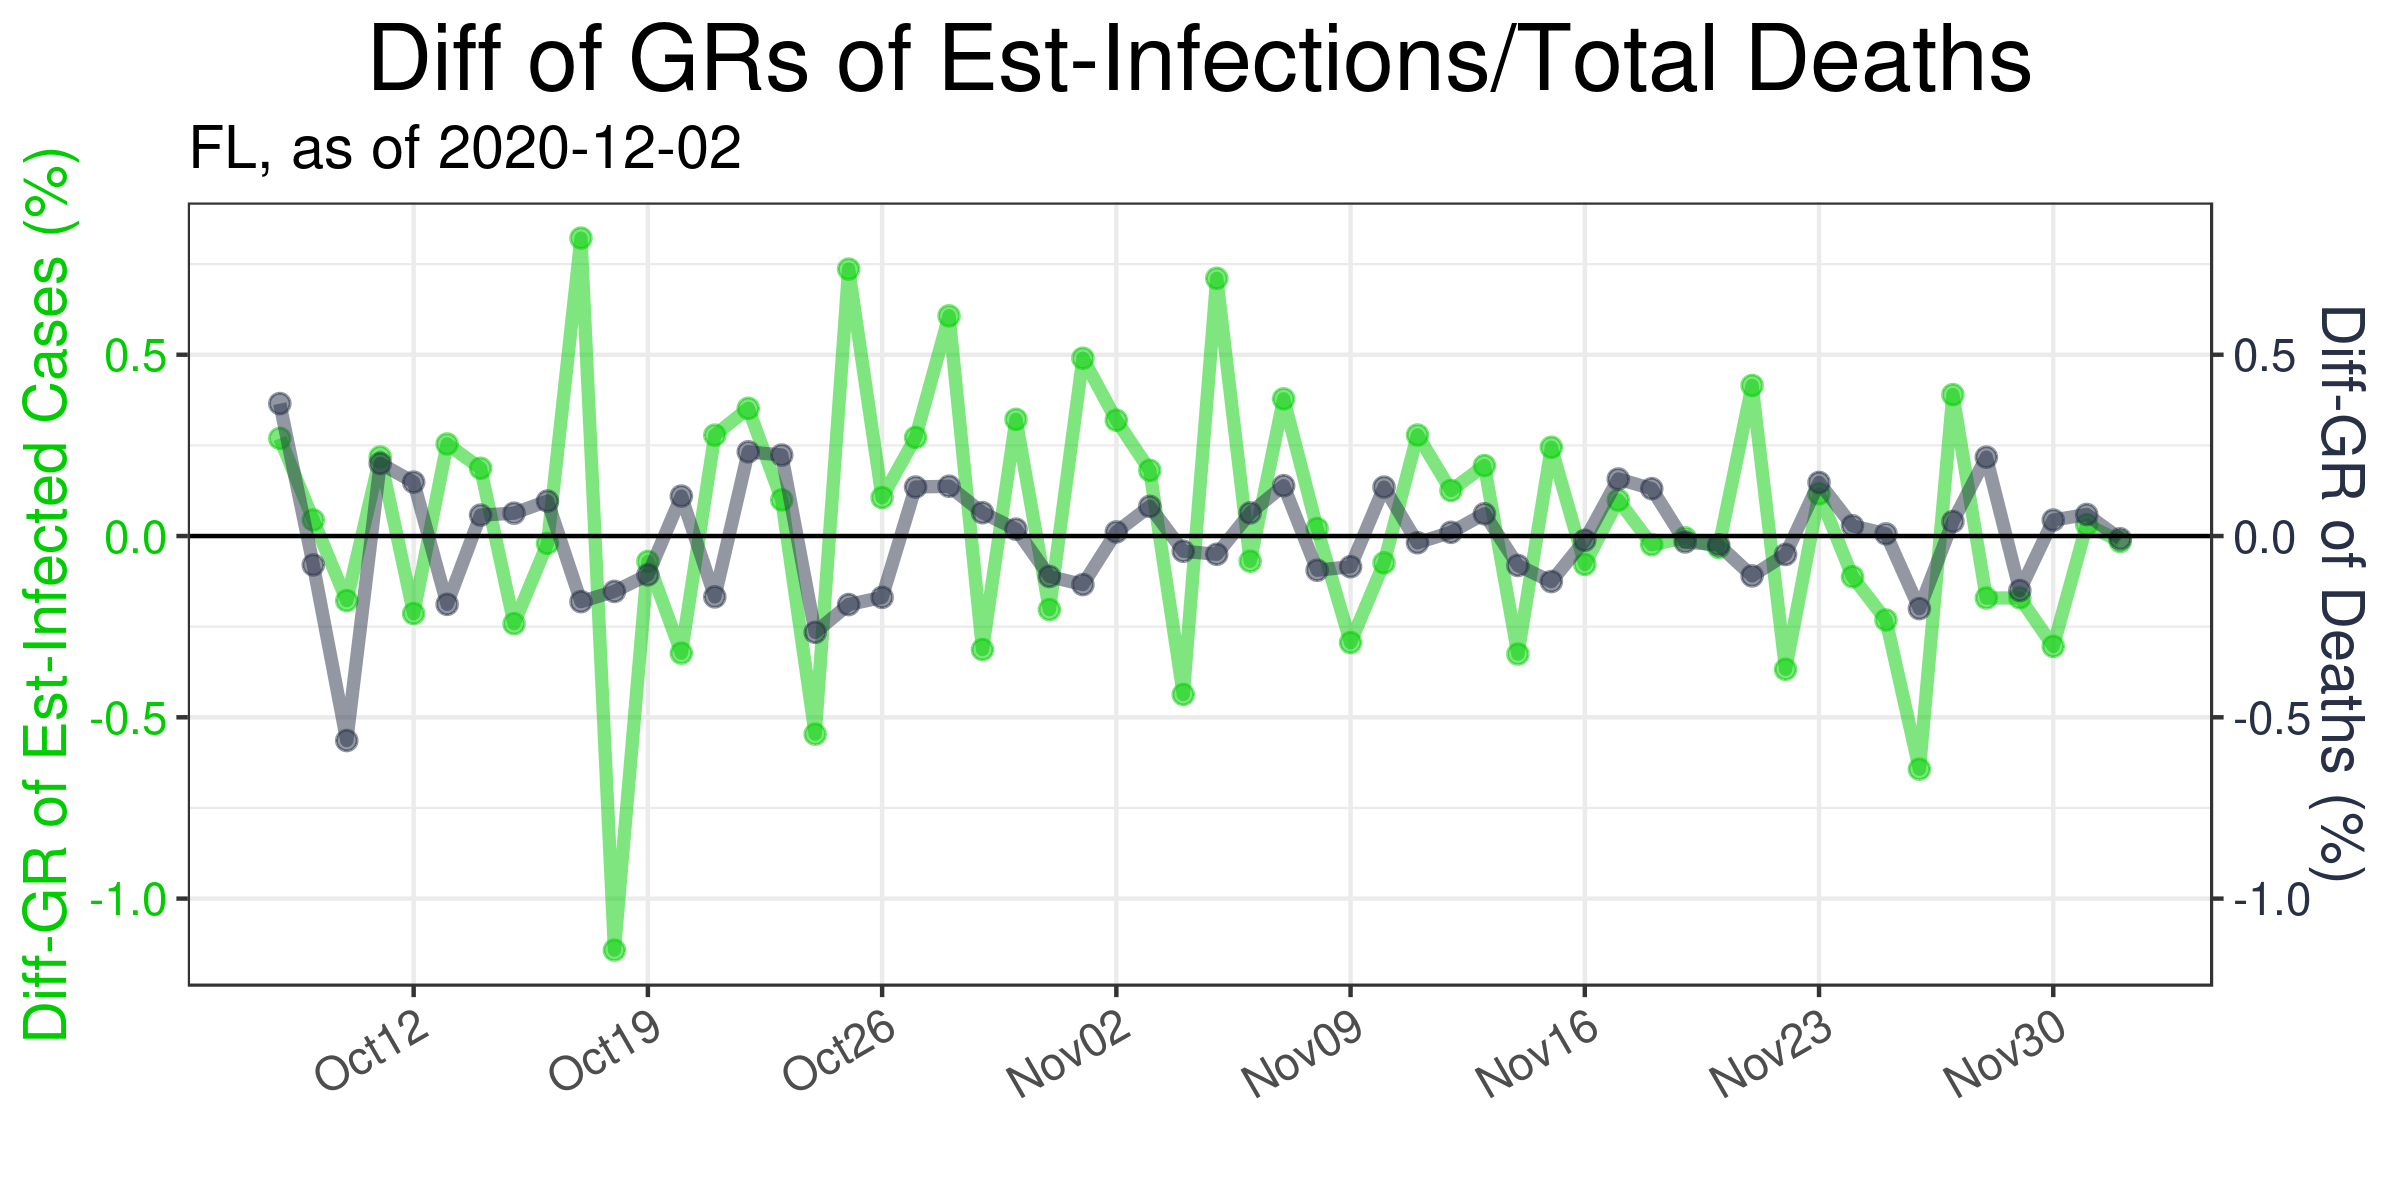 Diff of GRs of Est-Infections/Total Deaths
FL, as of 2020-12-02
Diff-GR of Est-Infected Cases (%)
0.5
0.0
-0.5
-1.0
0.5
0.0
-0.5
-1.0
Diff-GR of Deaths (%)
Oct12
Oct19
Oct26
Nov02
Nov09
Nov16
Nov23
Nov30